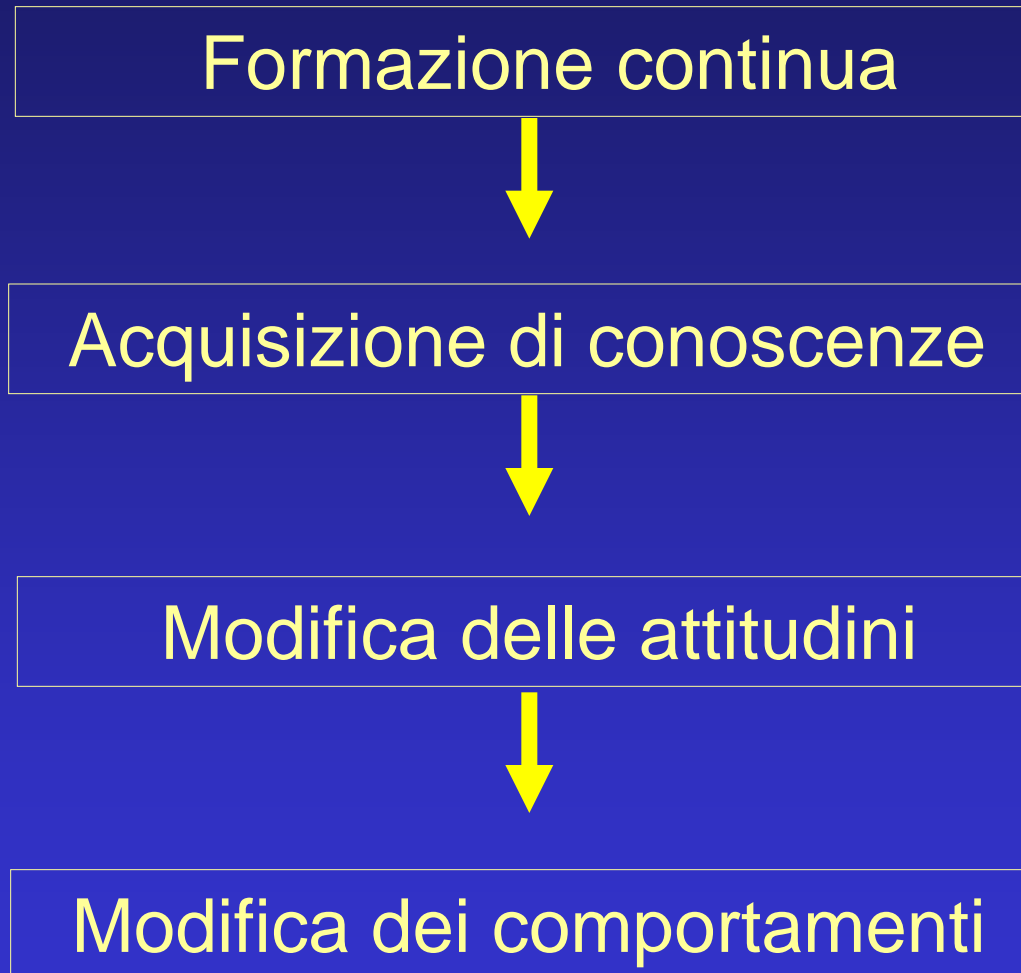 Formazione continua
Acquisizione di conoscenze
Modifica delle attitudini
Modifica dei comportamenti